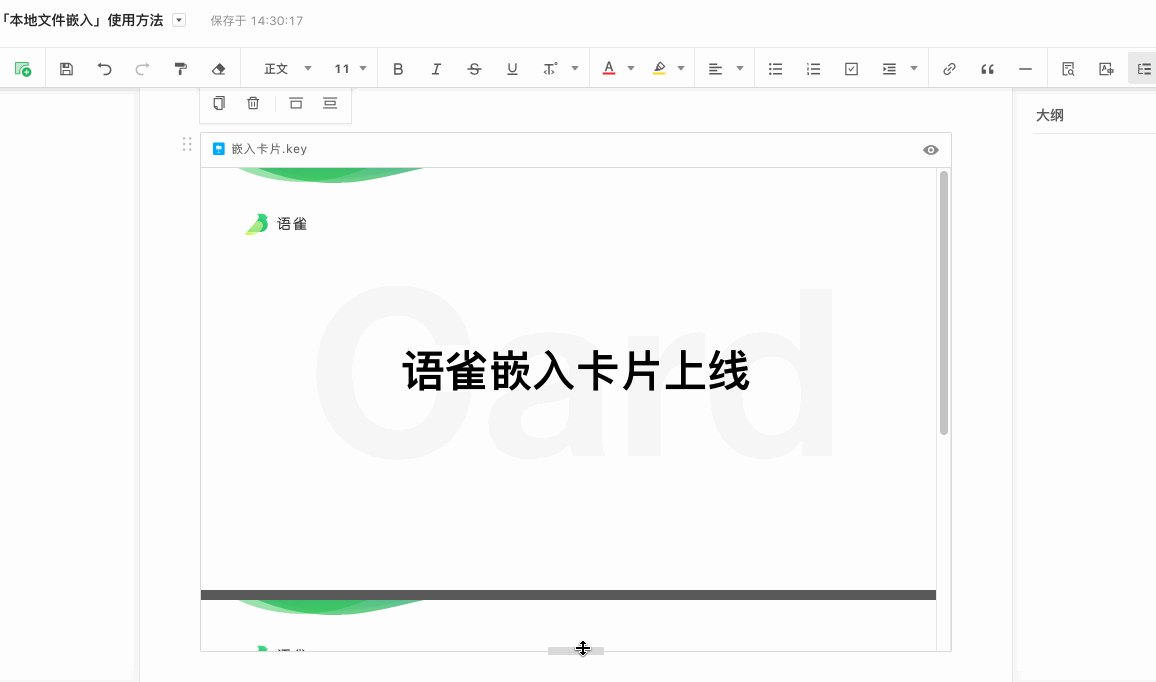 「本地文件嵌入」使用方法
保存于 14:30:17
正文 11 B I S U T A
大纲
嵌入卡片.key
语雀
Card
语雀嵌入卡片上线